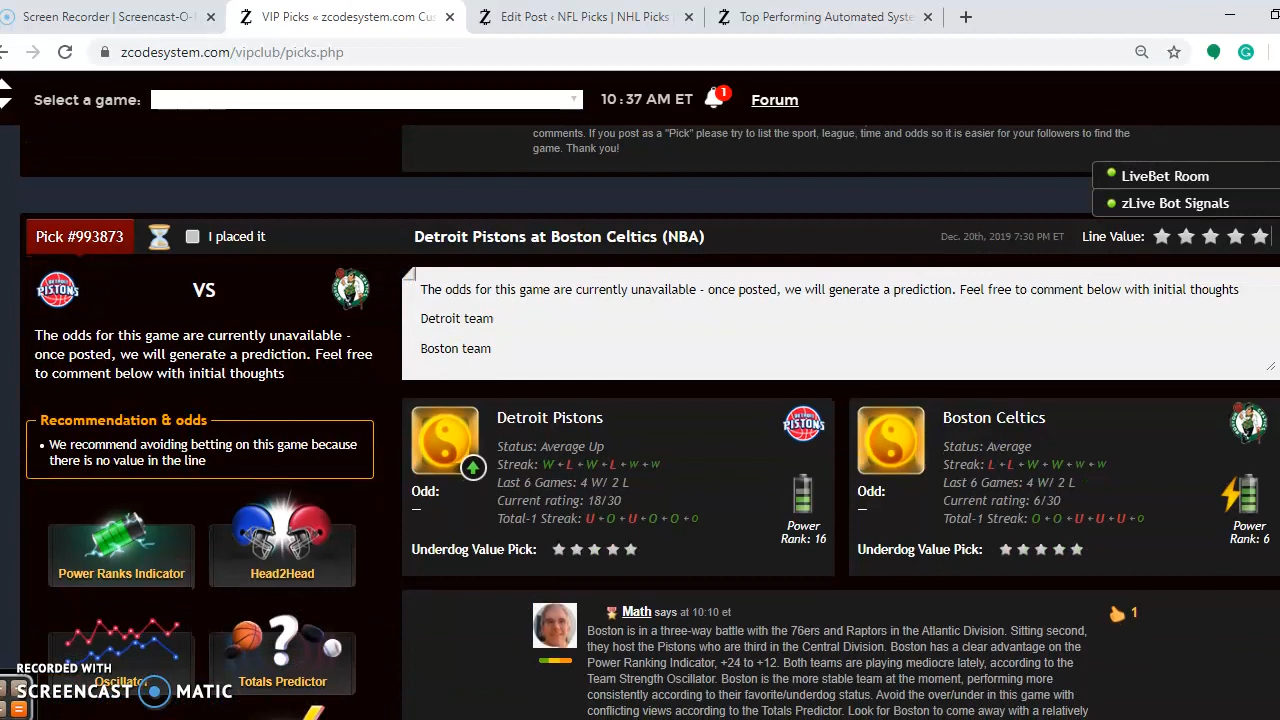 Screen Recorder | Screencast-O-
VIP Picks « zcodesystem.com Cu
Edit Post ‹ NFL Picks | NHL Picks
Top Performing Automated Syste
zcodesystem.com/vipclub/picks.php
Select a game:
10:37 AM ET
1
Forum
comments. If you post as a "Pick" please try to list the sport, league, time and odds so it is easier for your followers to find the
game. Thank you!
LiveBet Room
zLive Bot Signals
Pick #993873
I placed it
Detroit Pistons at Boston Celtics (NBA)
Dec. 20th, 2019 7:30 PM ET
Line Value:
PISTONS
VS
The odds for this game are currently unavailable -
once posted, we will generate a prediction. Feel free
to comment below with initial thoughts
The odds for this game are currently unavailable - once posted, we will generate a prediction. Feel free to comment below with initial thoughts
Detroit team
Boston team
Recommendation & odds
• We recommend avoiding betting on this game because
there is no value in the line
Power Ranks Indicator
Head2Head
Totals Predictor
Detroit Pistons
PISTONS
Status: Average Up
Streak: W + L + W + L + W + W
Last 6 Games: 4 W/ 2 L
Odd:
Current rating: 18/30
—
Total-1 Streak: U + O + U + O + O + O
Power
Rank: 16
Underdog Value Pick:
Boston Celtics
Status: Average
Streak: L + L + W + W + W + W
Last 6 Games: 4 W/ 2 L
Odd:
Current rating: 6/30
—
Total-1 Streak: O + O + U + U + U + O
Power
Rank: 6
Underdog Value Pick:
Math says at 10:10 et
1
Boston is in a three-way battle with the 76ers and Raptors in the Atlantic Division. Sitting second,
they host the Pistons who are third in the Central Division. Boston has a clear advantage on the
Power Ranking Indicator, +24 to +12. Both teams are playing mediocre lately, according to the
Team Strength Oscillator. Boston is the more stable team at the moment, performing more
consistently according to their favorite/underdog status. Avoid the over/under in this game with
conflicting views according to the Totals Predictor. Look for Boston to come away with a relatively
RECORDED WITH
SCREENCAST MATIC